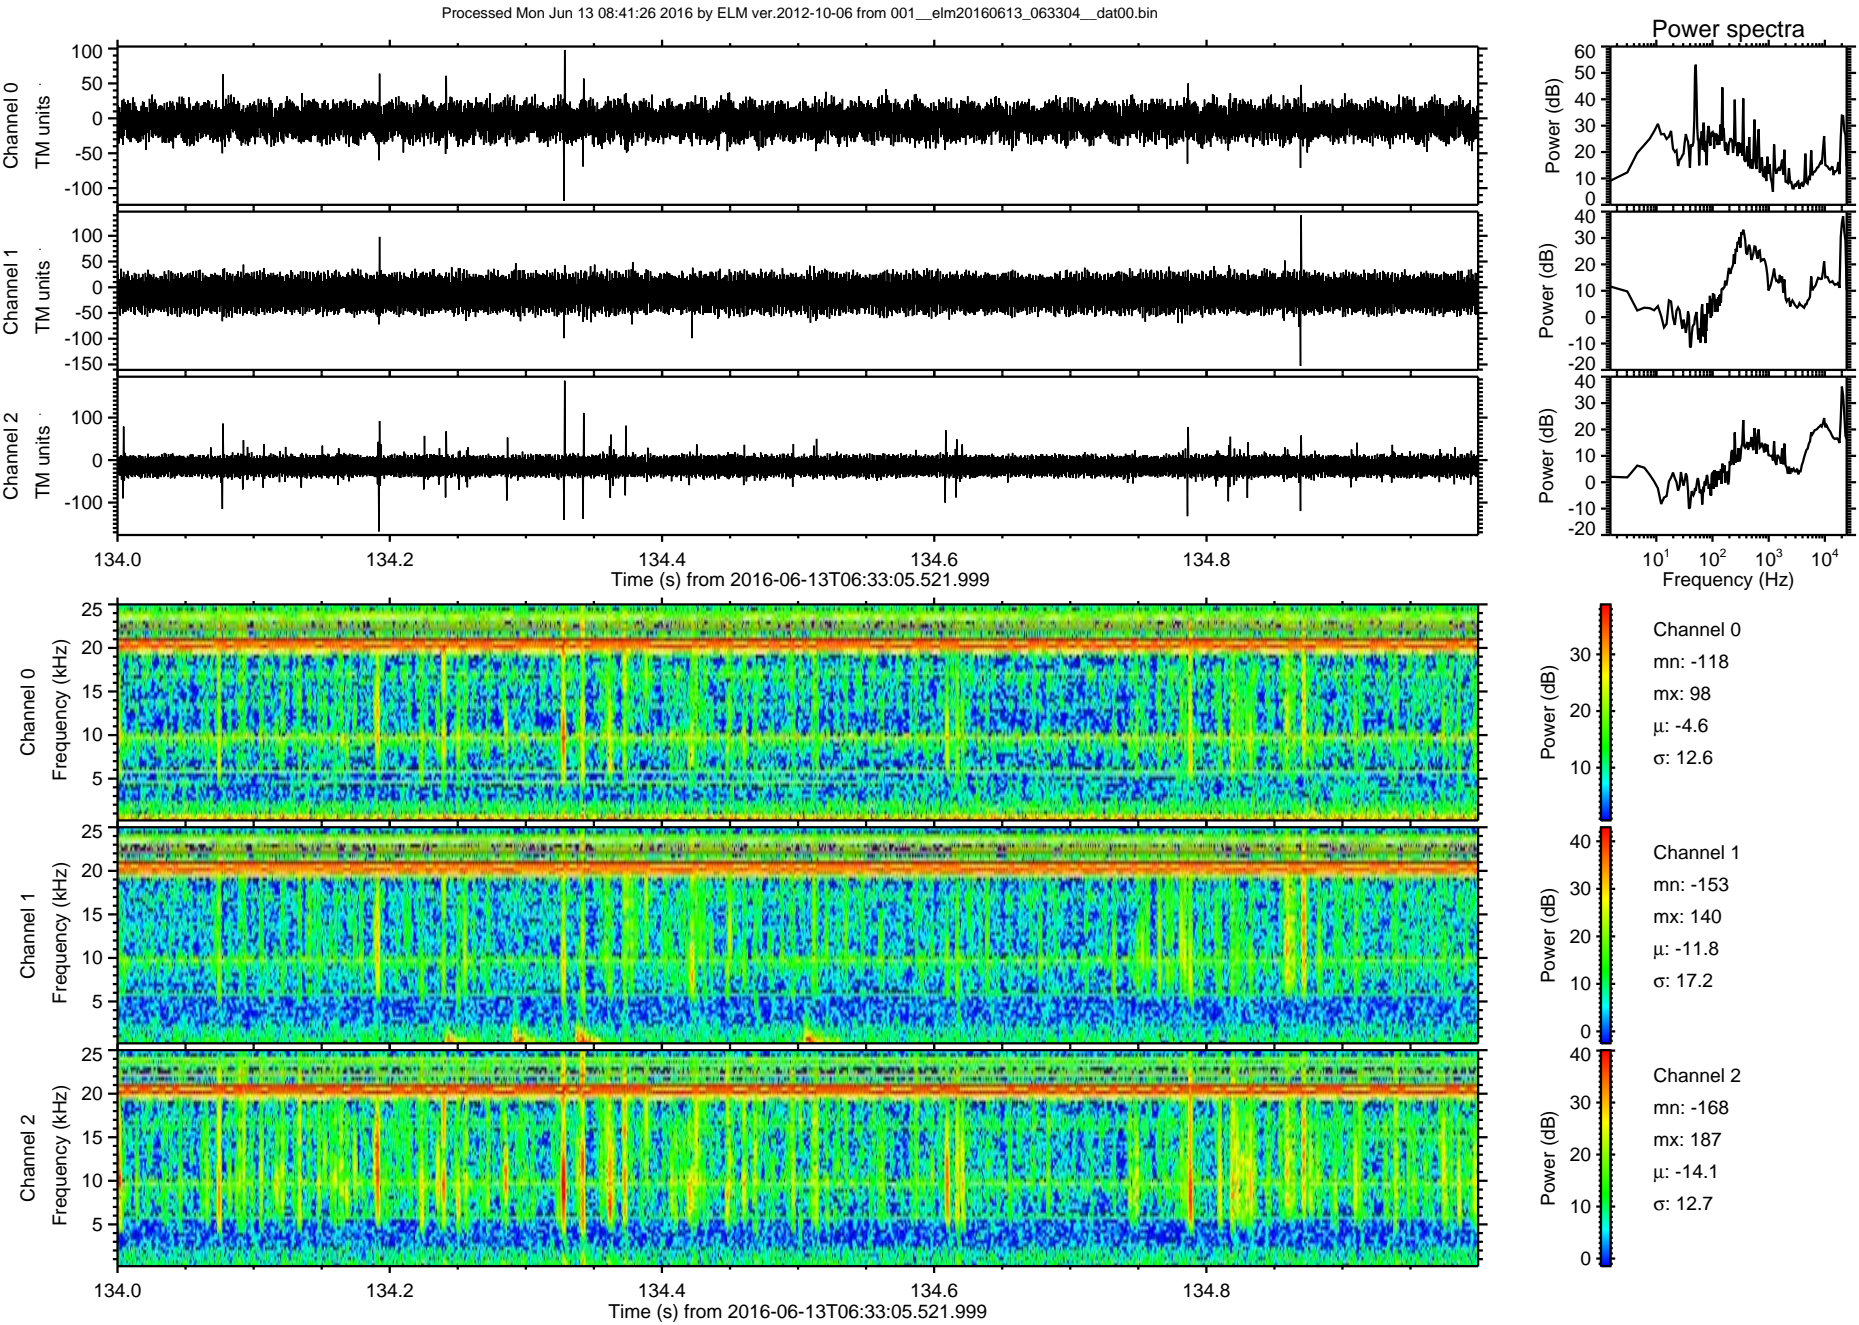 Processed Mon Jun 13 08:41:26 2016 by ELM ver.2012-10-06 from 001__elm20160613_063304__dat00.bin
Power spectra
Channel 0
TM units
100
50
0
-50
-100
Power (dB)
60
50
40
30
20
10
0
Channel 1
TM units
100
50
0
-50
-100
-150
Power (dB)
40
30
20
10
0
-10
-20
Channel 2
TM units
100
0
-100
Power (dB)
40
30
20
10
0
-10
-20
134.0 134.2 134.4 134.6 134.8
Time (s) from 2016-06-13T06:33:05.521.999
10¹ 10² 10³ 10⁴
Frequency (Hz)
Channel 0
Frequency (kHz)
25
20
15
10
5
Power (dB)
30
20
10
Channel 0
mn: -118
mx: 98
μ: -4.6
σ: 12.6
Channel 1
Frequency (kHz)
25
20
15
10
5
Power (dB)
40
30
20
10
0
Channel 1
mn: -153
mx: 140
μ: -11.8
σ: 17.2
Channel 2
Frequency (kHz)
25
20
15
10
5
Power (dB)
40
30
20
10
0
Channel 2
mn: -168
mx: 187
μ: -14.1
σ: 12.7
134.0 134.2 134.4 134.6 134.8
Time (s) from 2016-06-13T06:33:05.521.999